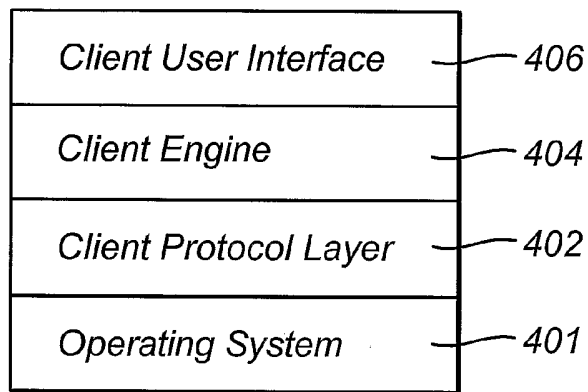 Client User Interface 406
Client Engine 404
Client Protocol Layer 402
Operating System 401